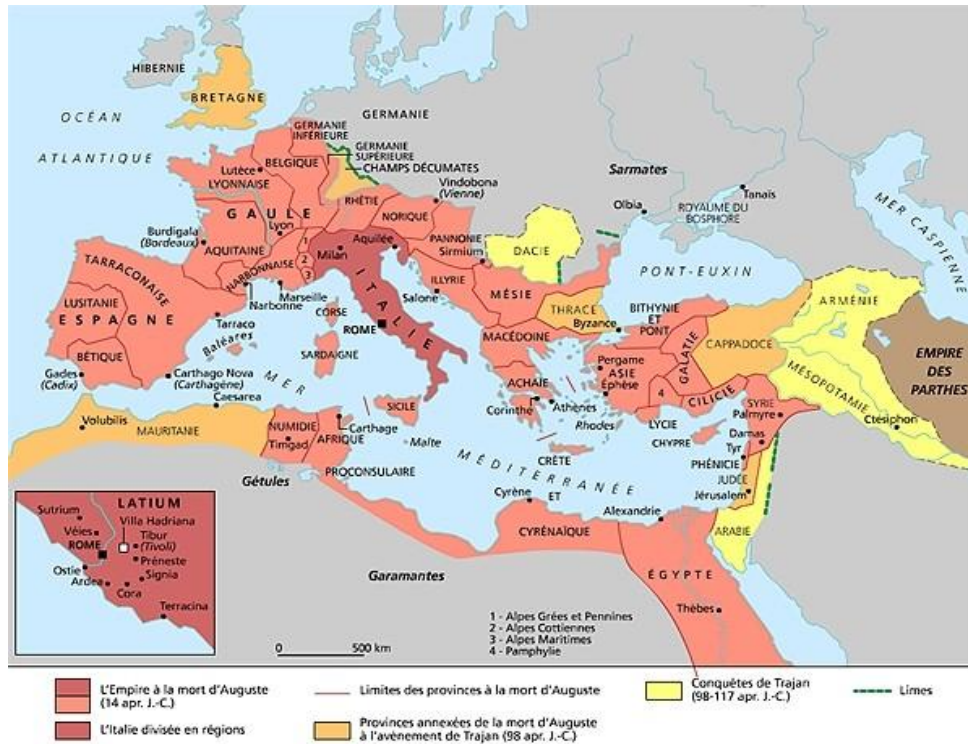 HIBERNIE
BRETAGNE
OCÉAN
ATLANTIQUE
GERMANIE
GERMANIE
INFÉRIEURE
GERMANIE
SUPÉRIEURE
CHAMPS DÉCUMATES
BELGIQUE
Lutèce
LYONNAISE
RHÉTIE
NORIQUE
Vindobona
(Vienne)
Sarmates
Olbia
Tanaïs
ROYAUME DU
BOSPHORE
MER CASPIENNE
GAULE
Lyon
Burdigala
(Bordeaux)
AQUITAINE
NARBONNAISE
Narbonne
Marseille
1
2
3
Milan
Aquilée
ITALIE
PANNONIE
Sirmium
DACIE
PONT-EUXIN
ILLYRIE
Salone
MÉSIE
THRACE
Byzance
BITHYNIE
ET
PONT
ARMÉNIE
TARRACONAISE
LUSITANIE
ESPAGNE
BÉTIQUE
Tarraco
Baléares
Gades
(Cadix)
Carthago Nova
(Carthagène)
CORSE
ROME
SARDAIGNE
MACÉDOINE
ACHAÏE
Corinthe
Athènes
Pergame
ASIE
Éphèse
GALATIE
CAPPADOCE
4
CILICIE
LYCIE
Rhodes
CHYPRE
CRÈTE
SYRIE
Palmyre
Damas
Tyr
PHÉNICIE
JUDÉE
Jérusalem
ARABIE
MÉSOPOTAMIE
Ctésiphon
EMPIRE
DES
PARTHES
MER
MÉDITERRANÉE
SICILE
Malte
Caesarea
Volubilis
MAURITANIE
NUMIDIE
Timgad
AFRIQUE
Carthage
PROCONSULAIRE
Gétules
Garamantes
Cyrène
ET
CYRÉNAÏQUE
Alexandrie
ÉGYPTE
Thèbes
LATIUM
Sutrium
Villa Hadriana
Véies
Tibur
(Tivoli)
ROME
Préneste
Ostie
Signia
Ardea
Cora
Terracina
0 500 km
1 - Alpes Grées et Pennines
2 - Alpes Cottiennes
3 - Alpes Maritimes
4 - Pamphylie
L'Empire à la mort d'Auguste
(14 apr. J.-C.)
L'Italie divisée en régions
Limites des provinces à la mort d'Auguste
Provinces annexées de la mort d'Auguste
à l'avènement de Trajan (98 apr. J.-C.)
Conquêtes de Trajan
(98-117 apr. J.-C.)
Limes